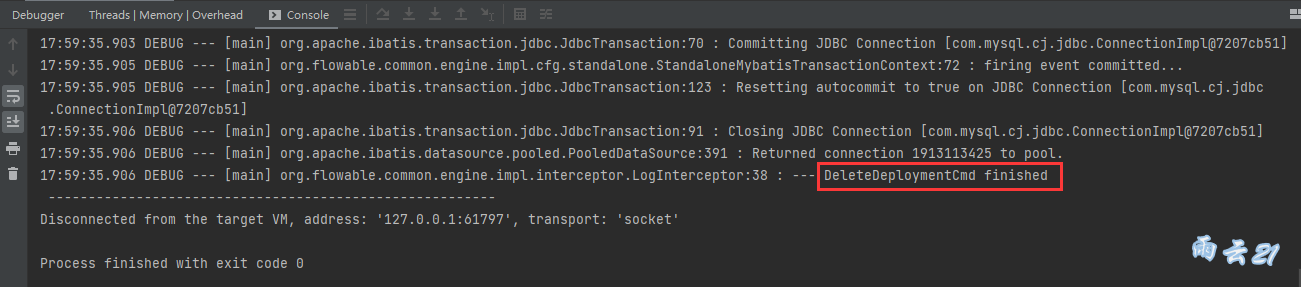 Debugger Threads | Memory | Overhead Console
17:59:35.903 DEBUG --- [main] org.apache.ibatis.transaction.jdbc.JdbcTransaction:70 : Committing JDBC Connection [com.mysql.cj.jdbc.ConnectionImpl@7207cb51]
17:59:35.905 DEBUG --- [main] org.flowable.common.engine.impl.cfg.standalone.StandaloneMybatisTransactionContext:72 : firing event committed...
17:59:35.905 DEBUG --- [main] org.apache.ibatis.transaction.jdbc.JdbcTransaction:123 : Resetting autocommit to true on JDBC Connection [com.mysql.cj.jdbc
.ConnectionImpl@7207cb51]
17:59:35.906 DEBUG --- [main] org.apache.ibatis.transaction.jdbc.JdbcTransaction:91 : Closing JDBC Connection [com.mysql.cj.jdbc.ConnectionImpl@7207cb51]
17:59:35.906 DEBUG --- [main] org.apache.ibatis.datasource.pooled.PooledDataSource:391 : Returned connection 1913113425 to pool.
17:59:35.906 DEBUG --- [main] org.flowable.common.engine.impl.interceptor.LogInterceptor:38 : --- DeleteDeploymentCmd finished
--------------------------------------------------------
Disconnected from the target VM, address: '127.0.0.1:61797', transport: 'socket'
Process finished with exit code 0
雨云21